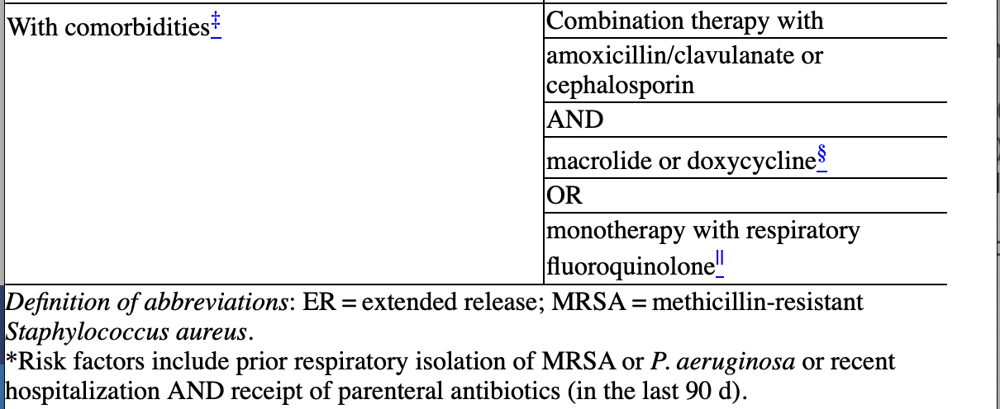 With comorbidities‡
Combination therapy with
amoxicillin/clavulanate or
cephalosporin
AND
macrolide or doxycycline§
OR
monotherapy with respiratory
fluoroquinolone||
Definition of abbreviations: ER = extended release; MRSA = methicillin-resistant
Staphylococcus aureus.
*Risk factors include prior respiratory isolation of MRSA or P. aeruginosa or recent
hospitalization AND receipt of parenteral antibiotics (in the last 90 d).